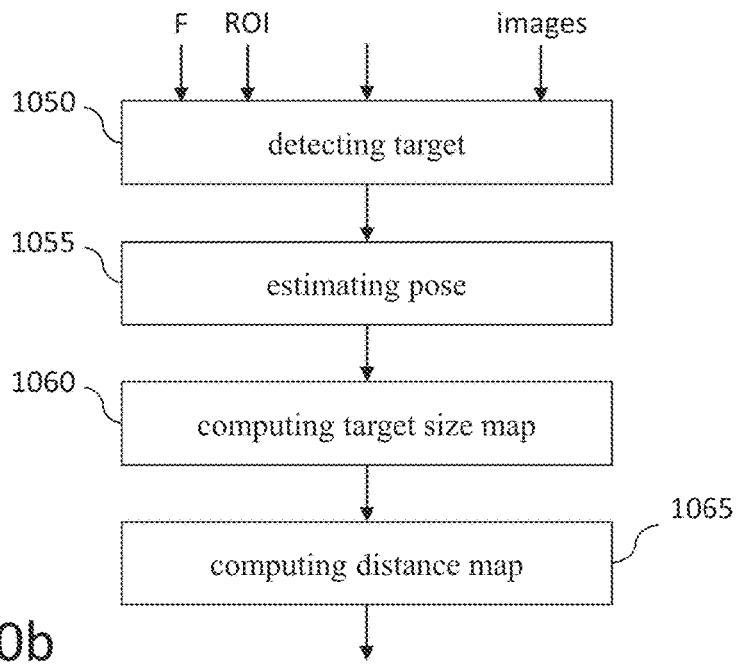 F ROI images
1050
detecting target
1055
estimating pose
1060
computing target size map
1065
computing distance map
0b